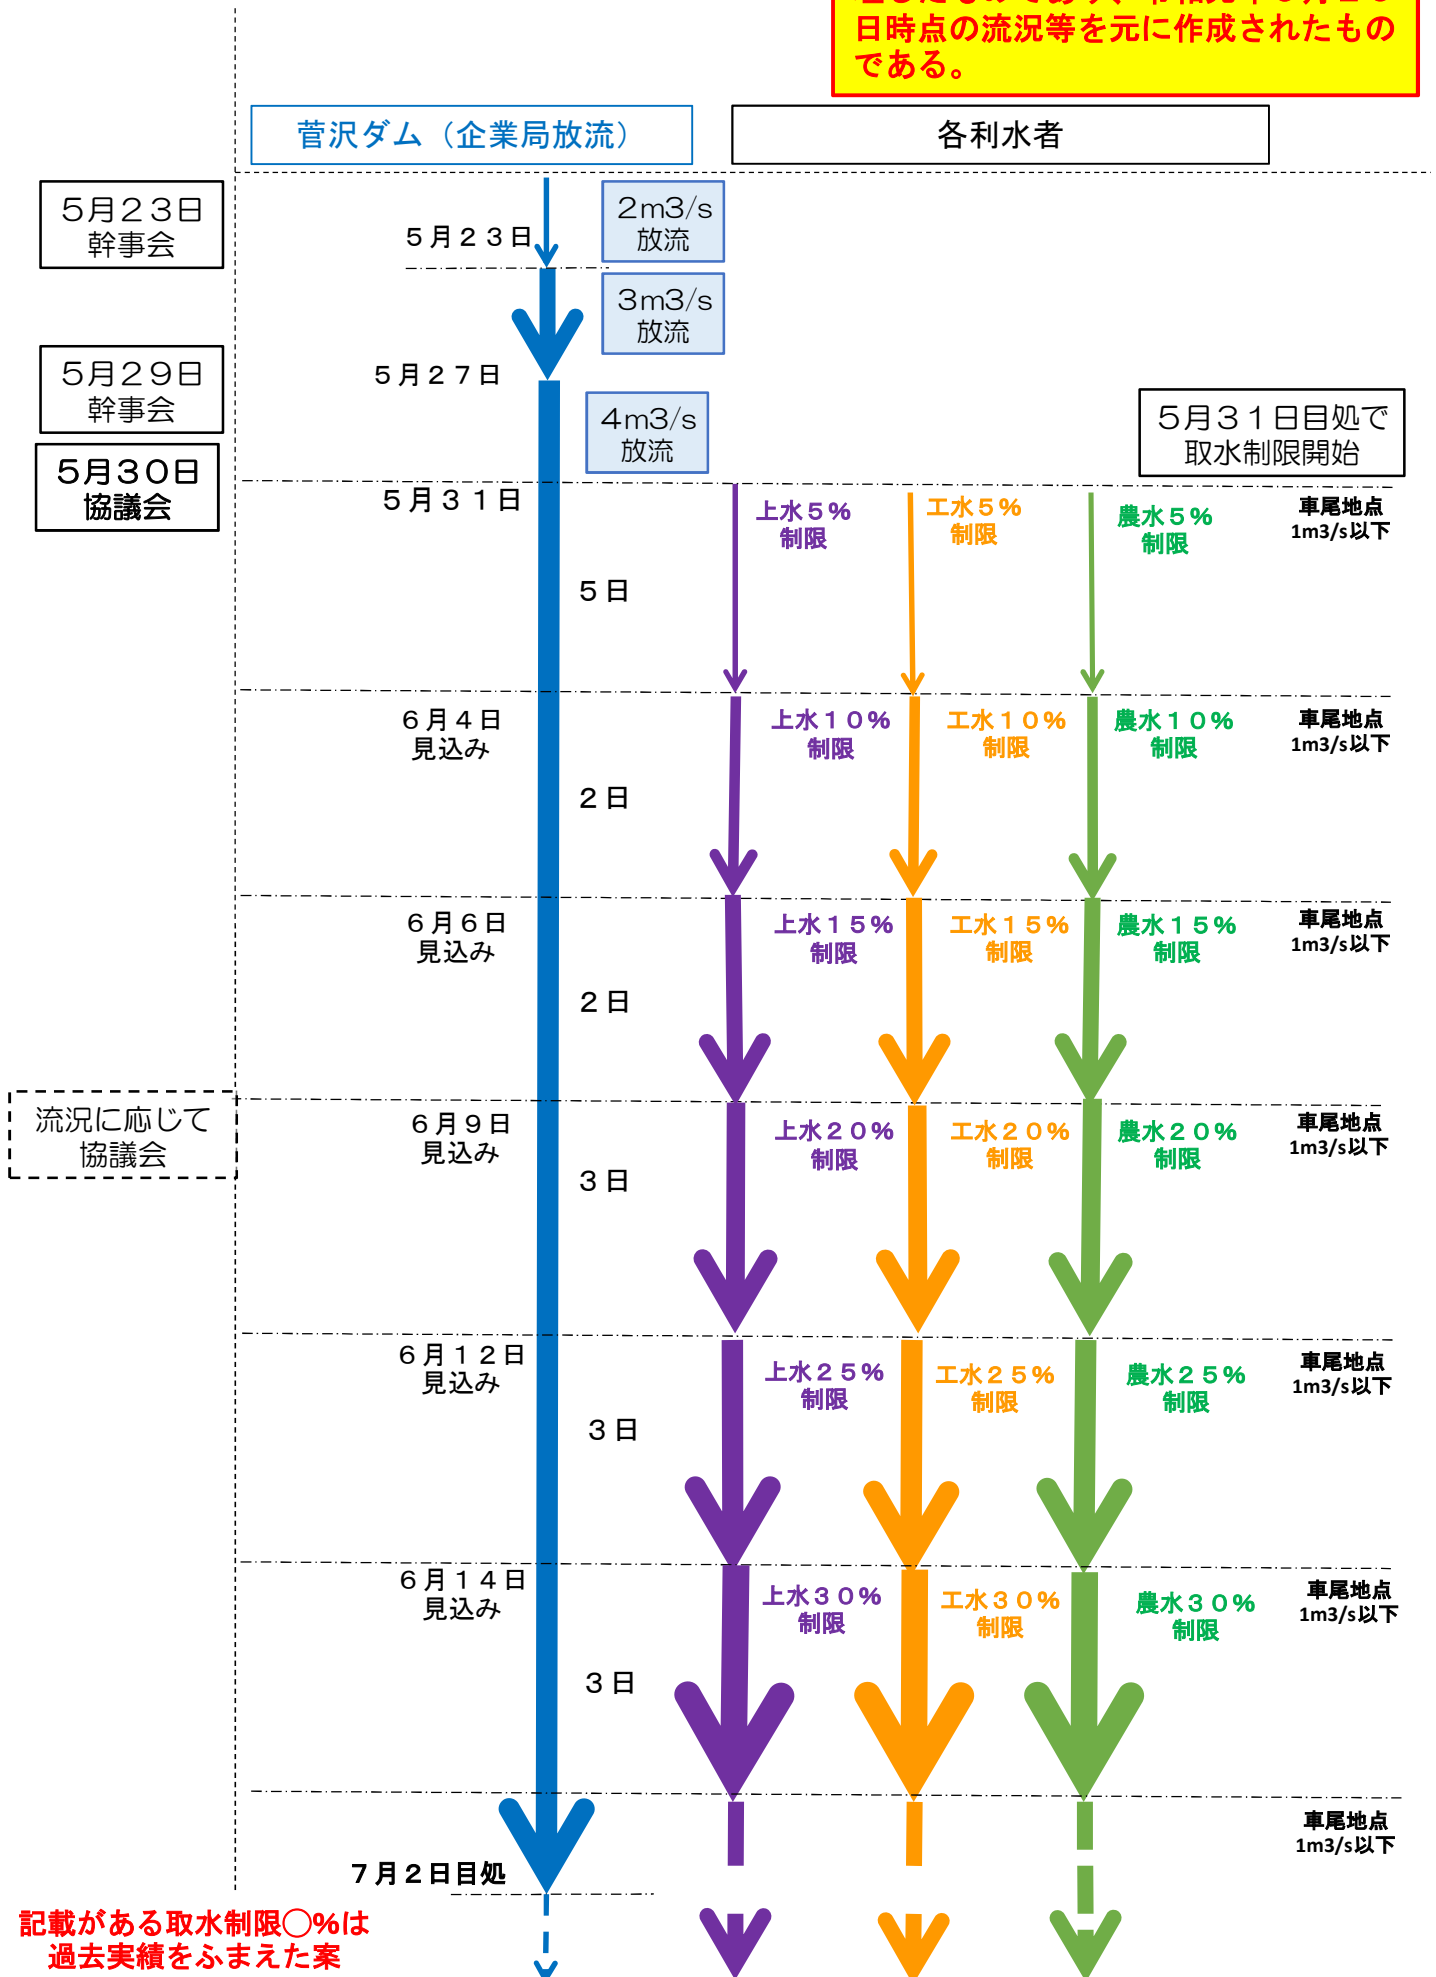 日時点の流況等を元に作成されたもの
である。
菅沢ダム（企業局放流）
各利水者
５月２３日
幹事会
５月２３日
２m3/s
放流
３m3/s
放流
５月２９日
幹事会
５月２７日
４m3/s
放流
５月３１日目処で
取水制限開始
５月３０日
協議会
５月３１日
上水５%
制限
工水５%
制限
農水５%
制限
車尾地点
1m3/s以下
５日
６月４日
見込み
上水１０%
制限
工水１０%
制限
農水１０%
制限
車尾地点
1m3/s以下
２日
６月６日
見込み
上水１５%
制限
工水１５%
制限
農水１５%
制限
車尾地点
1m3/s以下
２日
流況に応じて
協議会
６月９日
見込み
上水２０%
制限
工水２０%
制限
農水２０%
制限
車尾地点
1m3/s以下
３日
６月１２日
見込み
上水２５%
制限
工水２５%
制限
農水２５%
制限
車尾地点
1m3/s以下
３日
６月１４日
見込み
上水３０%
制限
工水３０%
制限
農水３０%
制限
車尾地点
1m3/s以下
３日
車尾地点
1m3/s以下
７月２日目処
記載がある取水制限◯%は
過去実績をふまえた案